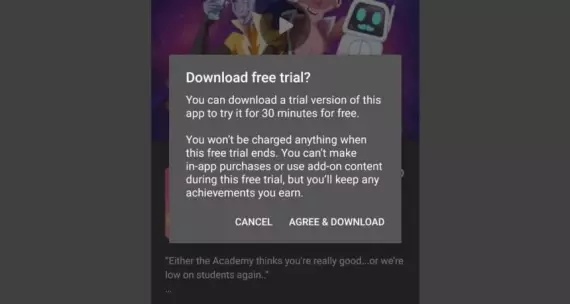 Download free trial?
You can download a trial version of this
app to try it for 30 minutes for free.
You won't be charged anything when
this free trial ends. You can't make
in-app purchases or use add-on content
during this free trial, but you'll keep any
achievements you earn.
CANCEL AGREE & DOWNLOAD
"Either the Academy thinks you're really good...or we're
low on students again.."
..